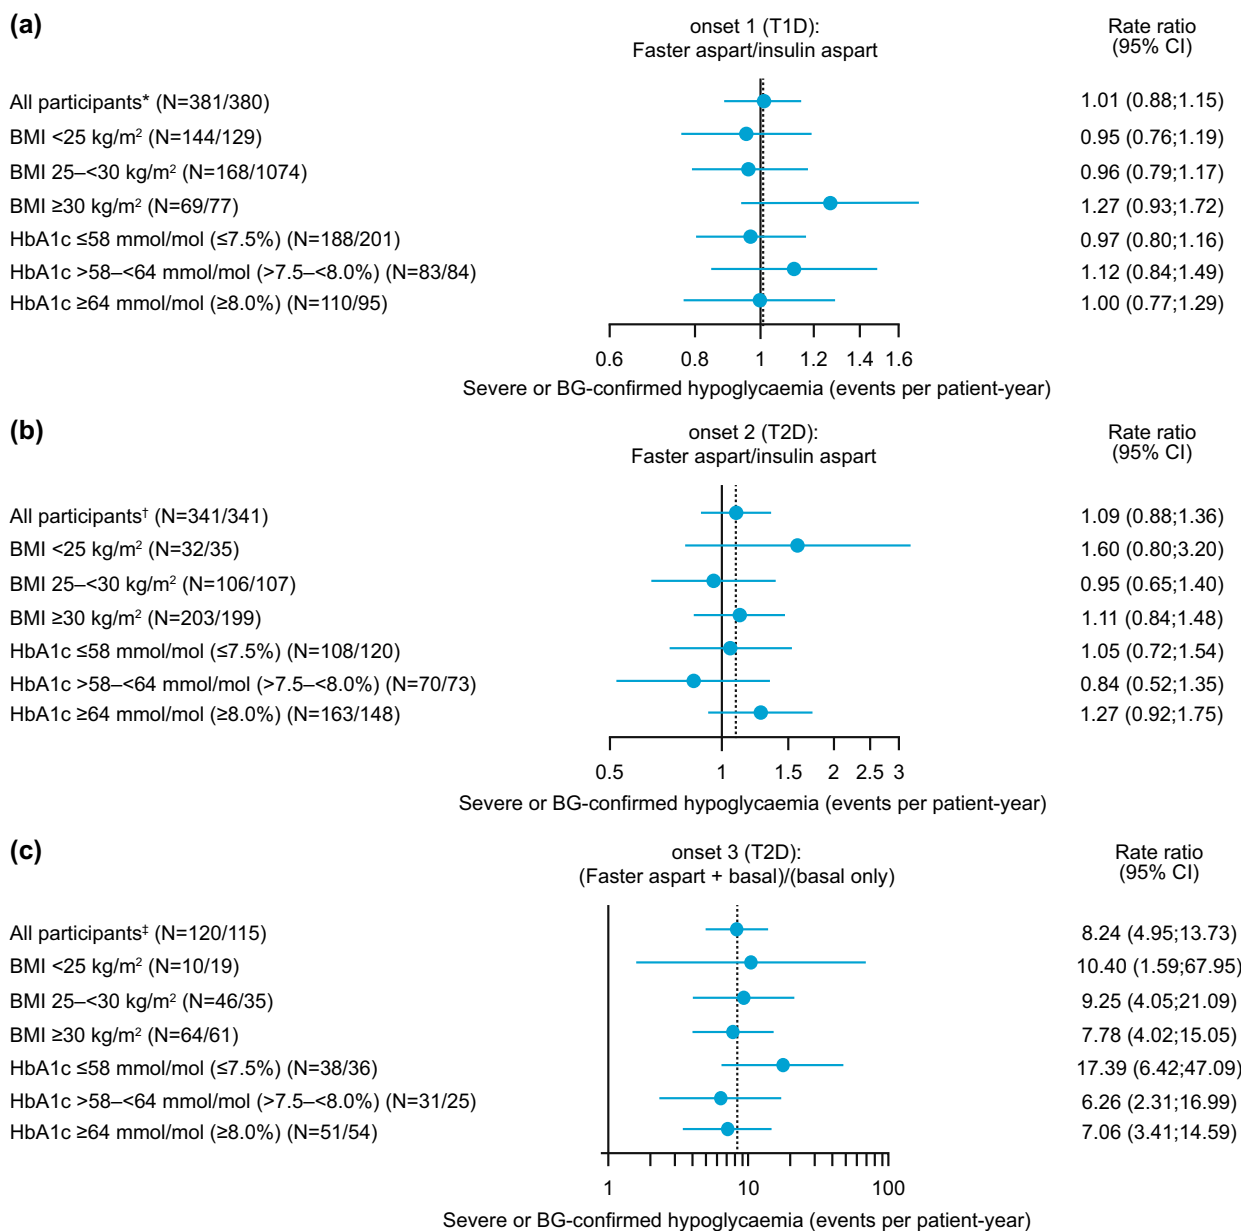 (a)
onset 1 (T1D):
Faster aspart/insulin aspart
Rate ratio
(95% CI)
All participants* (N=381/380) 1.01 (0.88;1.15)
BMI <25 kg/m² (N=144/129) 0.95 (0.76;1.19)
BMI 25–<30 kg/m² (N=168/1074) 0.96 (0.79;1.17)
BMI ≥30 kg/m² (N=69/77) 1.27 (0.93;1.72)
HbA1c ≤58 mmol/mol (≤7.5%) (N=188/201) 0.97 (0.80;1.16)
HbA1c >58–<64 mmol/mol (>7.5–<8.0%) (N=83/84) 1.12 (0.84;1.49)
HbA1c ≥64 mmol/mol (≥8.0%) (N=110/95) 1.00 (0.77;1.29)
0.6 0.8 1 1.2 1.4 1.6
Severe or BG-confirmed hypoglycaemia (events per patient-year)
(b)
onset 2 (T2D):
Faster aspart/insulin aspart
Rate ratio
(95% CI)
All participants† (N=341/341) 1.09 (0.88;1.36)
BMI <25 kg/m² (N=32/35) 1.60 (0.80;3.20)
BMI 25–<30 kg/m² (N=106/107) 0.95 (0.65;1.40)
BMI ≥30 kg/m² (N=203/199) 1.11 (0.84;1.48)
HbA1c ≤58 mmol/mol (≤7.5%) (N=108/120) 1.05 (0.72;1.54)
HbA1c >58–<64 mmol/mol (>7.5–<8.0%) (N=70/73) 0.84 (0.52;1.35)
HbA1c ≥64 mmol/mol (≥8.0%) (N=163/148) 1.27 (0.92;1.75)
0.5 1 1.5 2 2.5 3
Severe or BG-confirmed hypoglycaemia (events per patient-year)
(c)
onset 3 (T2D):
(Faster aspart + basal)/(basal only)
Rate ratio
(95% CI)
All participants‡ (N=120/115) 8.24 (4.95;13.73)
BMI <25 kg/m² (N=10/19) 10.40 (1.59;67.95)
BMI 25–<30 kg/m² (N=46/35) 9.25 (4.05;21.09)
BMI ≥30 kg/m² (N=64/61) 7.78 (4.02;15.05)
HbA1c ≤58 mmol/mol (≤7.5%) (N=38/36) 17.39 (6.42;47.09)
HbA1c >58–<64 mmol/mol (>7.5–<8.0%) (N=31/25) 6.26 (2.31;16.99)
HbA1c ≥64 mmol/mol (≥8.0%) (N=51/54) 7.06 (3.41;14.59)
1 10 100
Severe or BG-confirmed hypoglycaemia (events per patient-year)